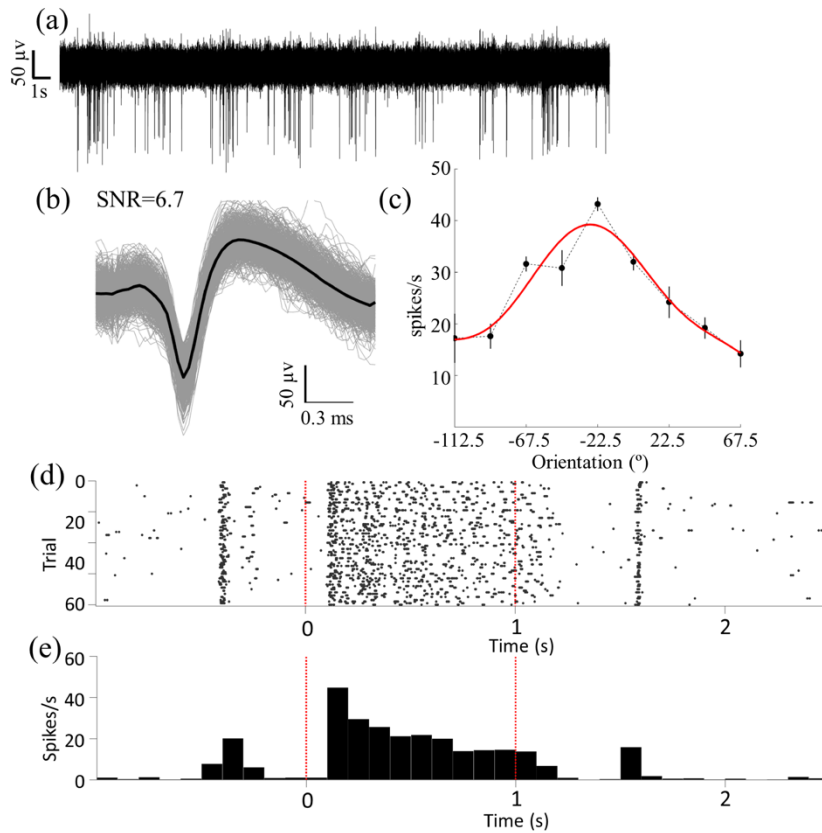 (a)
50 μv
1s
(b) SNR=6.7
50 μv
0.3 ms
(c)
50
40
30
20
10
spikes/s
-112.5 -67.5 -22.5 22.5 67.5
Orientation (º)
(d)
0
20
40
60
Trial
0 1 2
Time (s)
(e)
60
40
20
0
Spikes/s
0 1 2
Time (s)